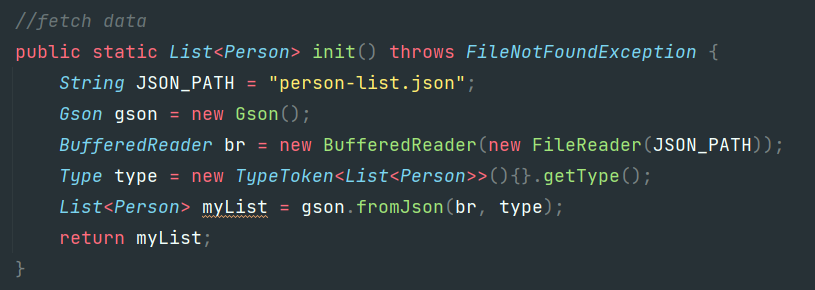 //fetch data
public static List<Person> init() throws FileNotFoundException {
    String JSON_PATH = "person-list.json";
    Gson gson = new Gson();
    BufferedReader br = new BufferedReader(new FileReader(JSON_PATH));
    Type type = new TypeToken<List<Person>>(){}.getType();
    List<Person> myList = gson.fromJson(br, type);
    return myList;
}